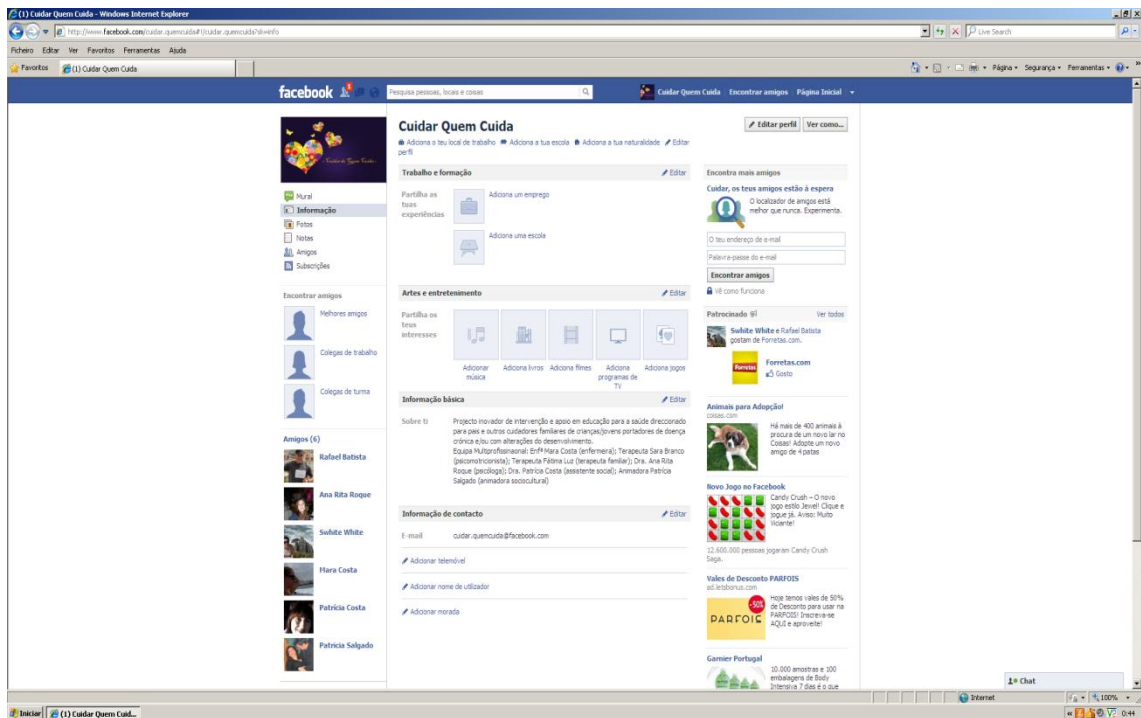 (1) Cuidar Quem Cuida - Windows Internet Explorer
http://www.facebook.com/cuidar.quemcuida#!/cuidar.quemcuida?sk=info
Live Search
Ficheiro Editar Ver Favoritos Ferramentas Ajuda
Favoritos (1) Cuidar Quem Cuida
Página Segurança Ferramentas
facebook
Pesquisa pessoas, locais e coisas
Cuidar Quem Cuida Encontrar amigos Página Inicial
Mural
Informação
Fotos
Notas
Amigos
Subscrições
Encontrar amigos
Melhores amigos
Colegas de trabalho
Colegas de turma
Amigos (6)
Rafael Batista
Ana Rita Roque
Swhite White
Mara Costa
Patrícia Costa
Patricia Salgado
Cuidar Quem Cuida
Editar perfil Ver como...
Adiciona o teu local de trabalho Adiciona a tua escola Adiciona a tua naturalidade Editar
perfil
Trabalho e formação Editar
Partilha as
tuas
experiências
Adiciona um emprego
Adiciona uma escola
Artes e entretenimento Editar
Partilha os
teus
interesses
Adicionar
música
Adiciona livros
Adiciona filmes
Adiciona
programas de
TV
Adiciona jogos
Informação básica Editar
Sobre ti
Projecto inovador de intervenção e apoio em educação para a saúde direccionado
para pais e outros cuidadores familiares de crianças/jovens portadores de doença
crónica e/ou com alterações do desenvolvimento.
Equipa Multiprofissinaonal: Enfª Mara Costa (enfermeira); Terapeuta Sara Branco
(psicomotricionista); Terapeuta Fátima Luz (terapeuta familiar); Dra. Ana Rita
Roque (psicóloga); Dra. Patrícia Costa (assistente social); Animadora Patrícia
Salgado (animadora sociocultural)
Informação de contacto Editar
E-mail cuidar.quemcuida@facebook.com
Adicionar telemóvel
Adicionar nome de utilizador
Adicionar morada
Encontra mais amigos
Cuidar, os teus amigos estão à espera
O localizador de amigos está
melhor que nunca. Experimenta.
O teu endereço de e-mail
Palavra-passe do e-mail
Encontrar amigos
Vê como funciona
Patrocinado Ver todos
Swhite White e Rafael Batista
gostam de Forretas.com.
Forretas
Forretas.com
Gosto
Animais para Adopção!
coisas.com
Há mais de 400 animais à
procura de um novo lar no
Coisas! Adopte um novo
amigo de 4 patas
Novo Jogo no Facebook
Candy Crush – O novo
jogo estilo Jewel! Clique e
jogue já. Aviso: Muito
Viciante!
12.600.000 pessoas jogaram Candy Crush
Saga.
Vales de Desconto PARFOIS
ad.letsbonus.com
-50%
PARFOIS
Hoje temos vales de 50%
de Desconto para usar na
PARFOIS! Inscreva-se
AQUI e aproveite!
Garnier Portugal
10.000 amostras e 100
embalagens de Body
Intensiva 7 dias é o que
Chat
Internet 100%
Iniciar (1) Cuidar Quem Cuid... 0:44